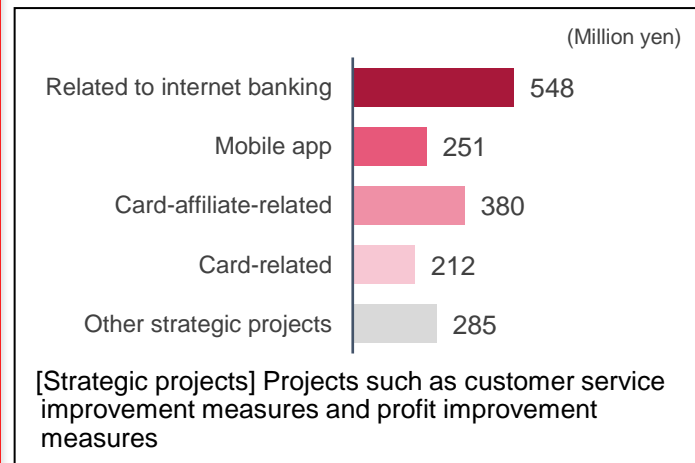 (Million yen)
Related to internet banking 548
Mobile app 251
Card-affiliate-related 380
Card-related 212
Other strategic projects 285
[Strategic projects] Projects such as customer service
improvement measures and profit improvement
measures